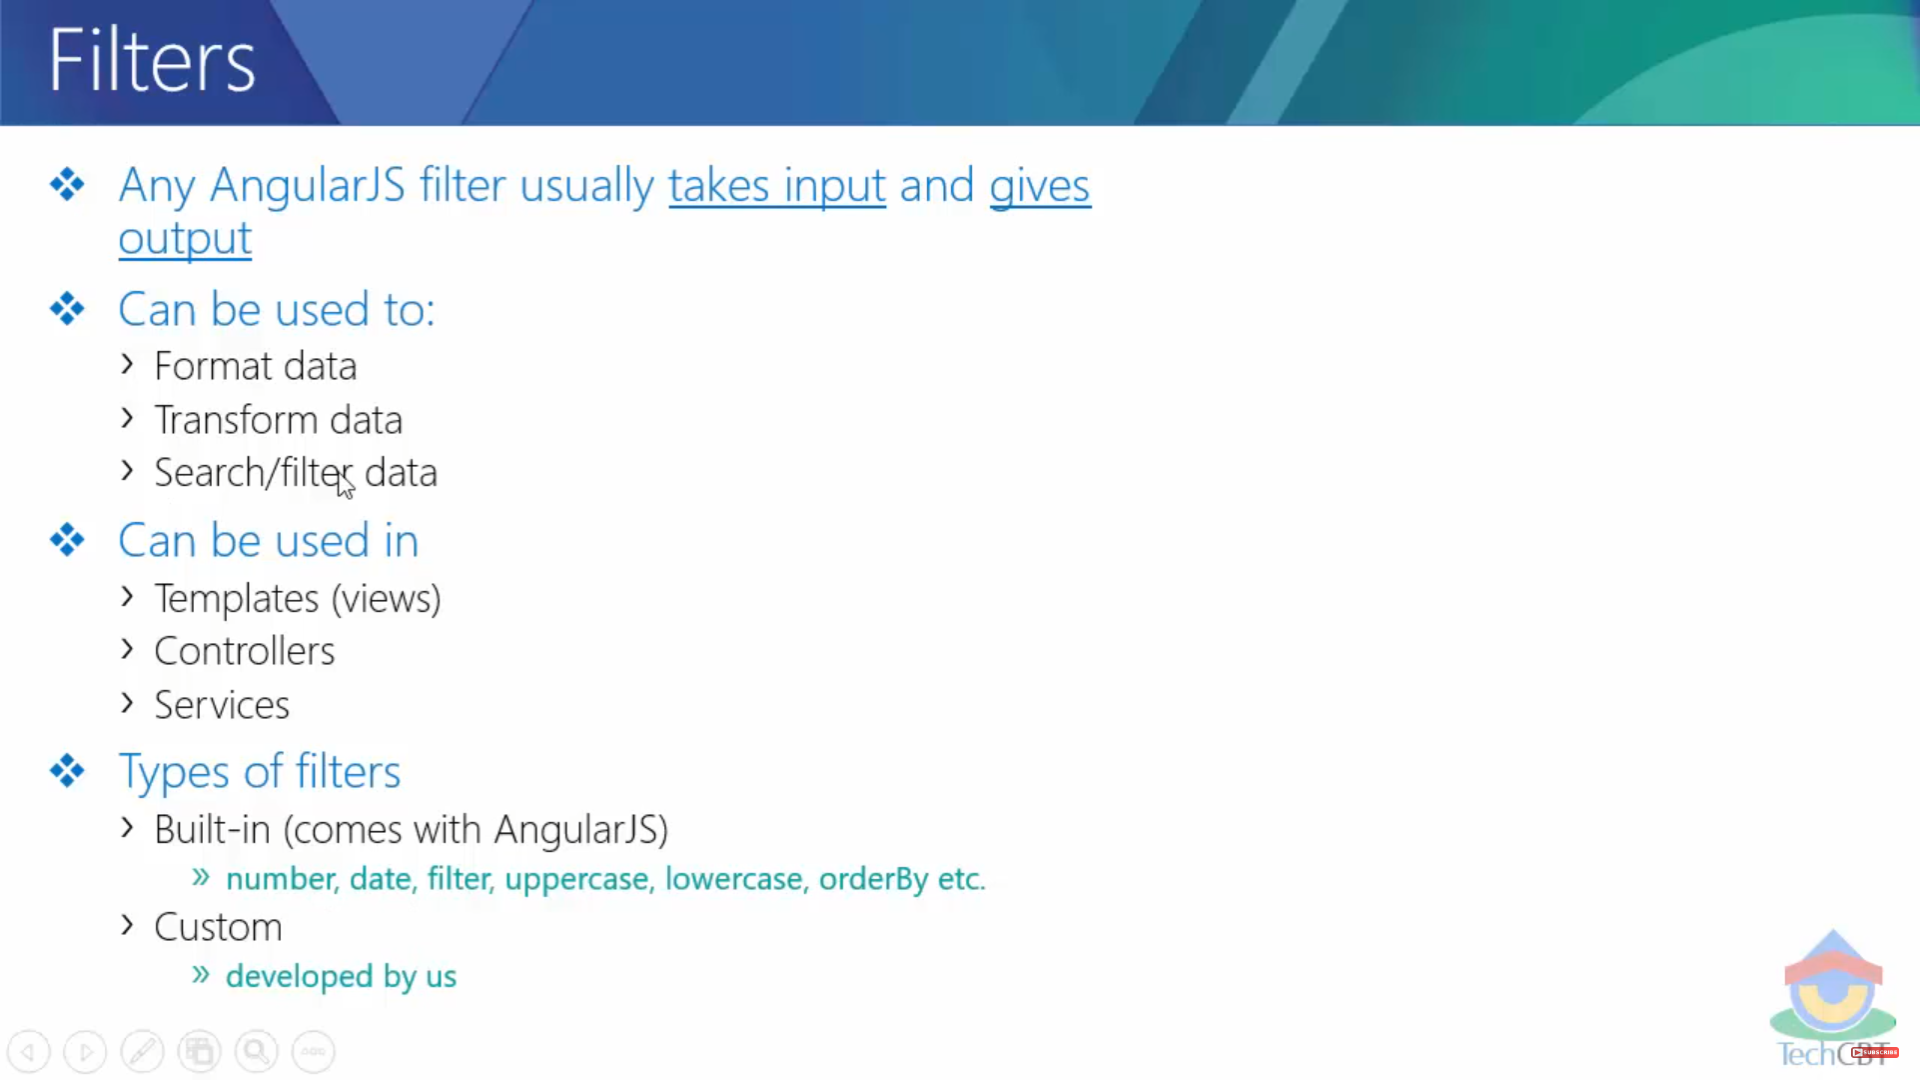 Filters
Any AngularJS filter usually takes input and gives
output
Can be used to:
Format data
Transform data
Search/filter data
Can be used in
Templates (views)
Controllers
Services
Types of filters
Built-in (comes with AngularJS)
number, date, filter, uppercase, lowercase, orderBy etc.
Custom
developed by us
TechCBT
SUBSCRIBE